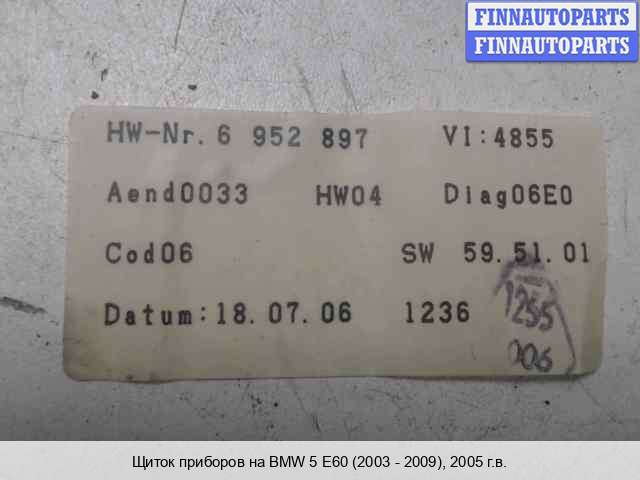 FINNAUTOPARTS
FINNAUTOPARTS
HW-Nr. 6 952 897 VI:4855
Aend0033 HW04 Diag06E0
Cod06 SW 59.51.01
Datum:18.07.06 1236
1255
006
Щиток приборов на BMW 5 E60 (2003 - 2009), 2005 г.в.